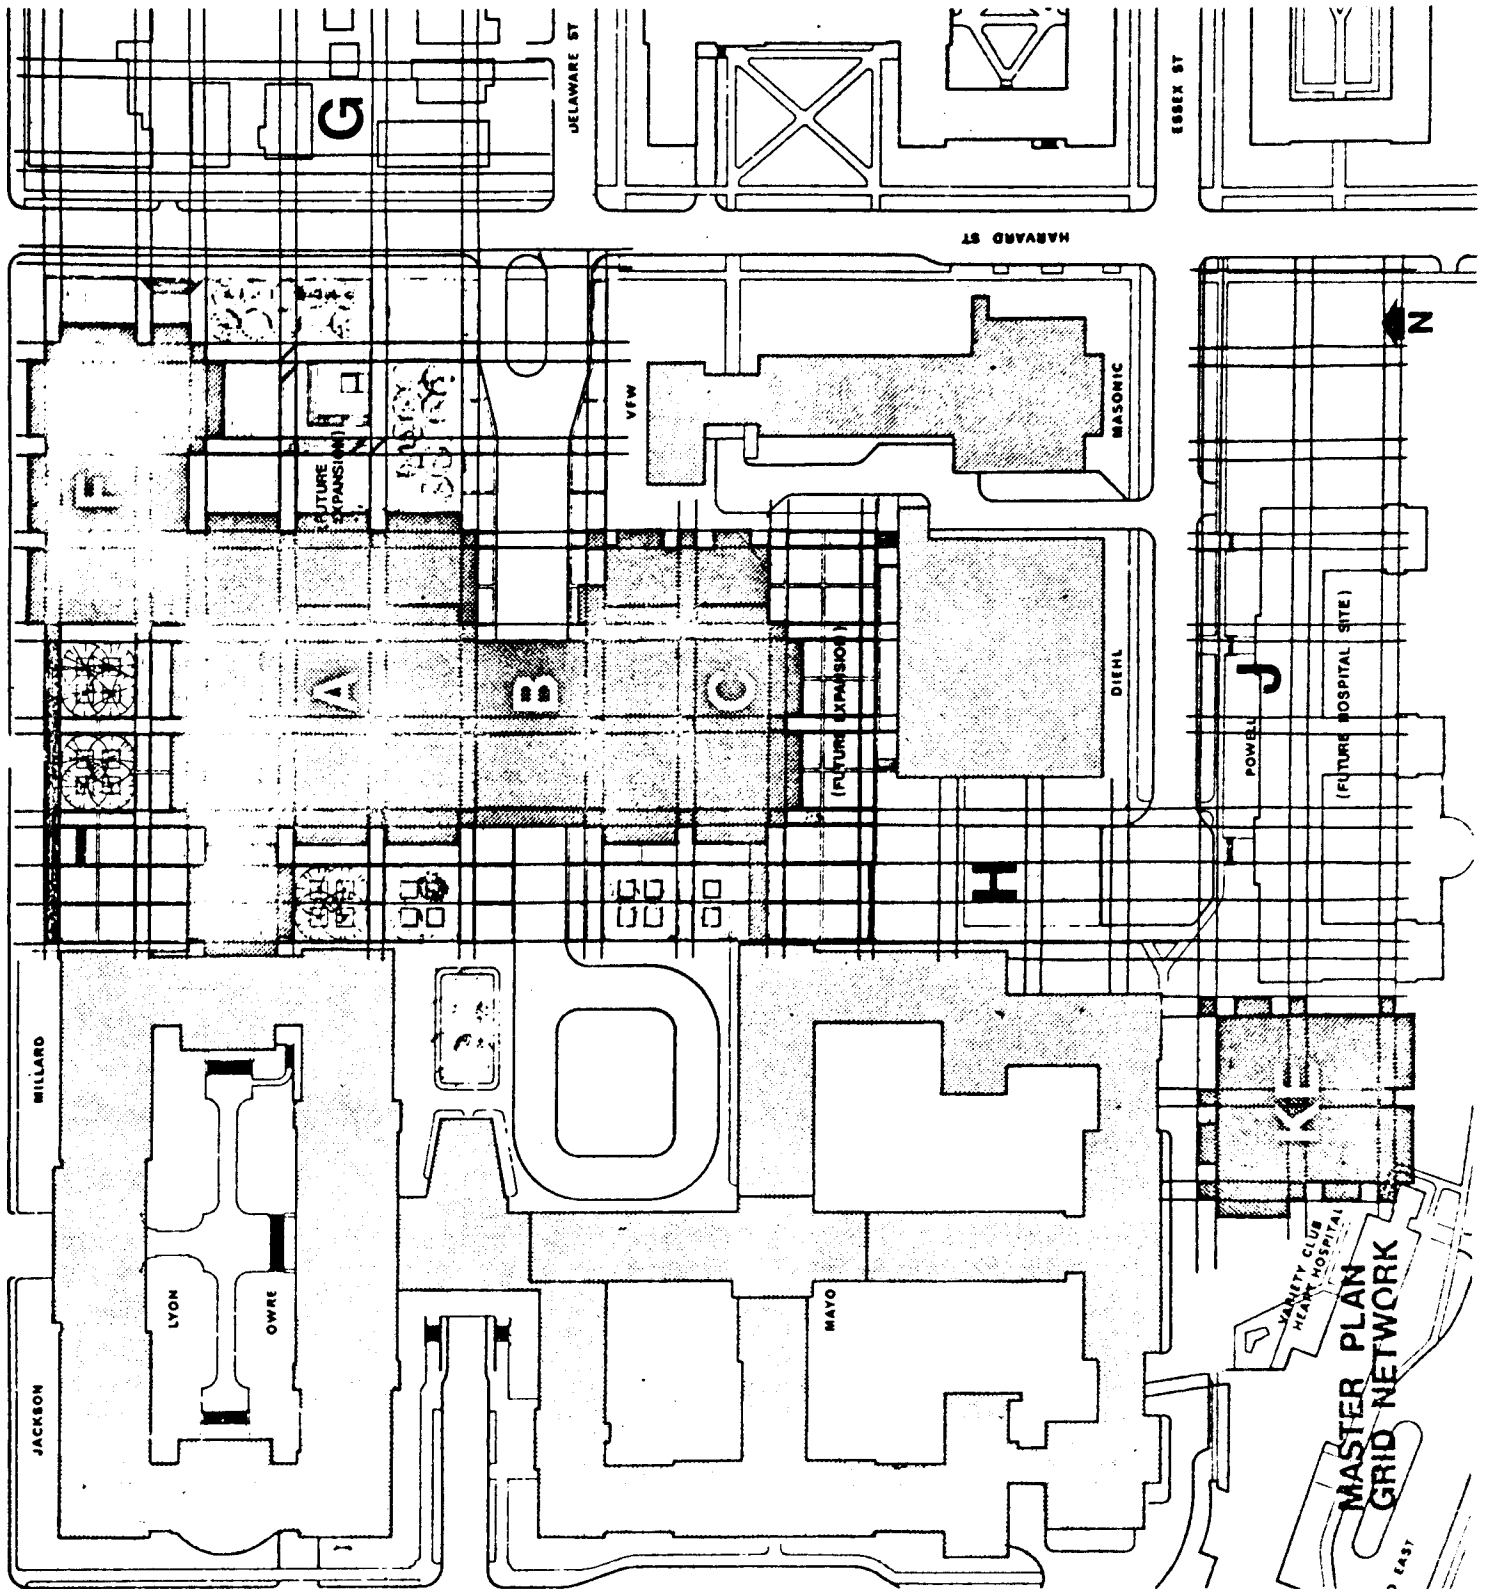 G
DELAWARE ST
ESSEX ST
HARVARD ST
N
F
(FUTURE
EXPANSION)
VFW
MASONIC
A
B
C
(FUTURE EXPANSION)
DIEHL
J
POWELL
(FUTURE HOSPITAL SITE)
H
MILLARD
K
VARIETY CLUB
HEART HOSPITAL
LYON
OWRE
MAYO
JACKSON
MASTER PLAN
GRID NETWORK
EAST